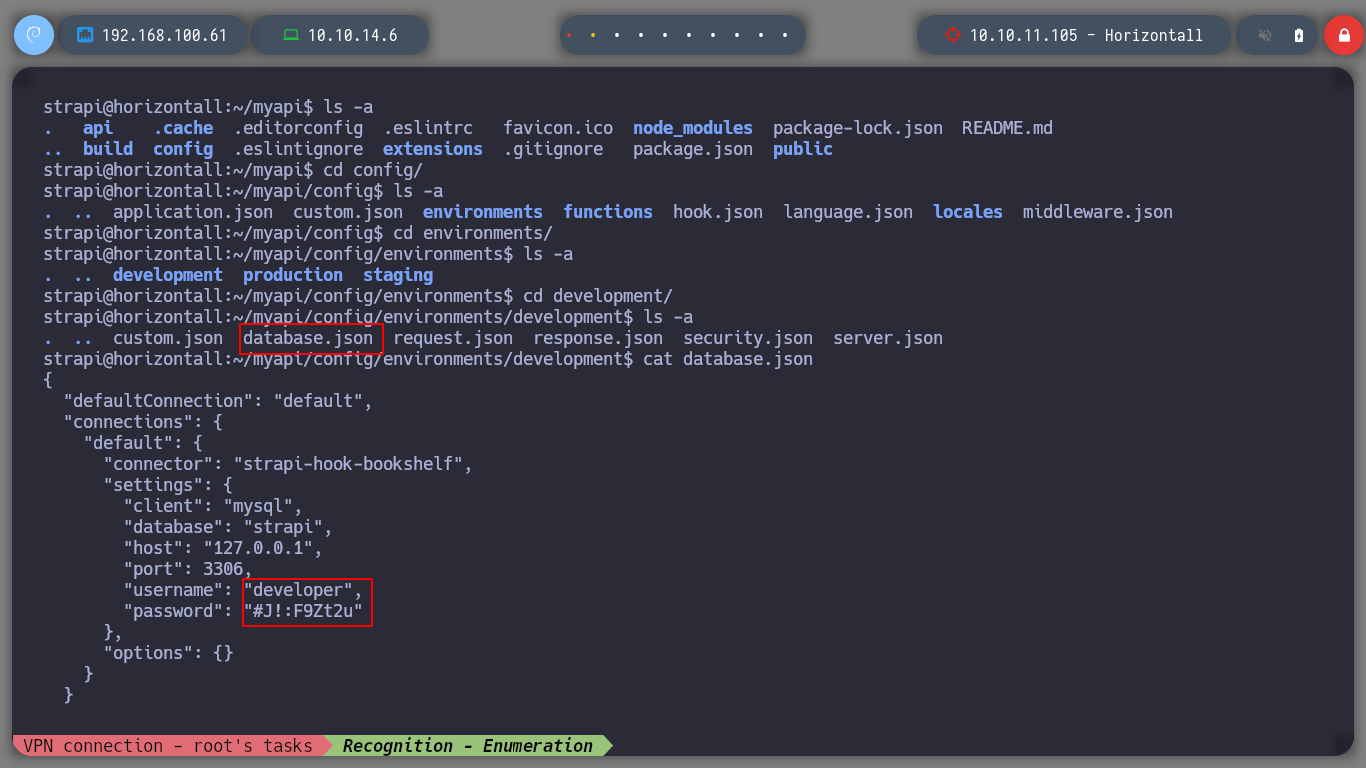 192.168.100.61 10.10.14.6 10.10.11.105 - Horizontall
strapi@horizontall:~/myapi$ ls -a
. api .cache .editorconfig .eslintrc favicon.ico node_modules package-lock.json README.md
.. build config .eslintignore extensions .gitignore package.json public
strapi@horizontall:~/myapi$ cd config/
strapi@horizontall:~/myapi/config$ ls -a
. .. application.json custom.json environments functions hook.json language.json locales middleware.json
strapi@horizontall:~/myapi/config$ cd environments/
strapi@horizontall:~/myapi/config/environments$ ls -a
. .. development production staging
strapi@horizontall:~/myapi/config/environments$ cd development/
strapi@horizontall:~/myapi/config/environments/development$ ls -a
. .. custom.json database.json request.json response.json security.json server.json
strapi@horizontall:~/myapi/config/environments/development$ cat database.json
{
  "defaultConnection": "default",
  "connections": {
    "default": {
      "connector": "strapi-hook-bookshelf",
      "settings": {
        "client": "mysql",
        "database": "strapi",
        "host": "127.0.0.1",
        "port": 3306,
        "username": "developer",
        "password": "#J!:F9Zt2u"
      },
      "options": {}
    }
  }
VPN connection - root's tasks Recognition - Enumeration